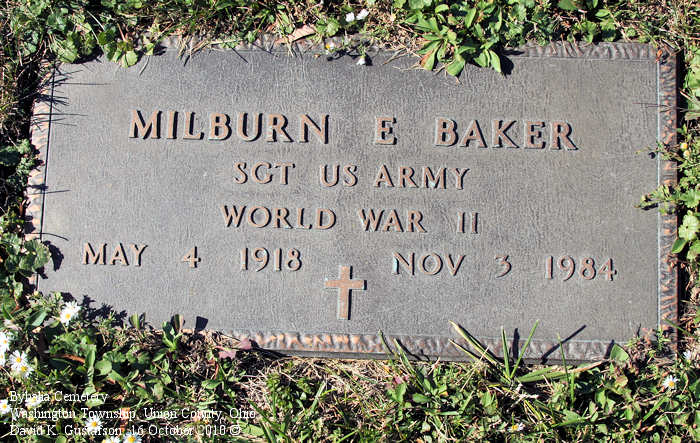 MILBURN E BAKER
SGT US ARMY
WORLD WAR II
MAY 4 1918 NOV 3 1984
Byhalia Cemetery
Washington Township, Union County, Ohio
David K. Gustafson, 16 October 2010 ©